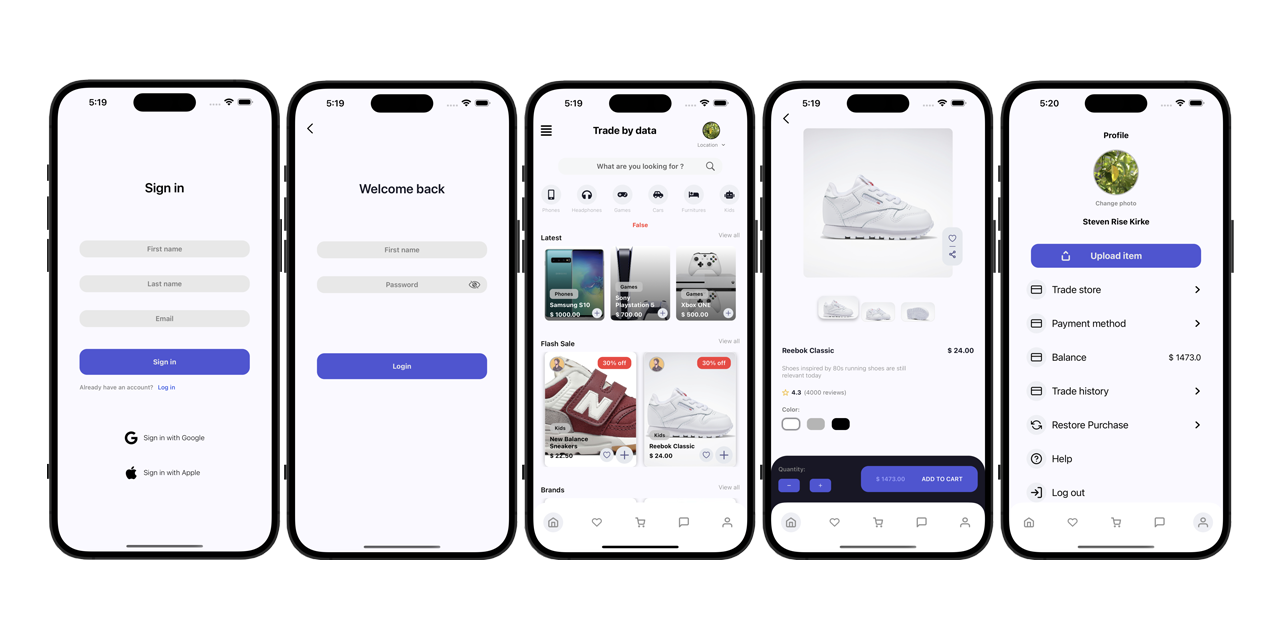 5:19
Sign in
First name
Last name
Email
Sign in
Already have an account? Log in
Sign in with Google
Sign in with Apple
5:19
Welcome back
First name
Password
Login
5:19
Trade by data
Location
What are you looking for ?
Phones Headphones Games Cars Furnitures Kids
False
Latest View all
Phones
Samsung S10
$ 1000.00
Games
Sony
Playstation 5
$ 700.00
Games
Xbox ONE
$ 500.00
Flash Sale View all
30% off
N
Kids
New Balance
Sneakers
$ 22.50
30% off
Kids
Reebok Classic
$ 24.00
Brands View all
5:19
Reebok Classic $ 24.00
Shoes inspired by 80s running shoes are still
relevant today
4.3 (4000 reviews)
Color:
Quantity:
- +
$ 1473.00 ADD TO CART
5:20
Profile
Change photo
Steven Rise Kirke
Upload item
Trade store
Payment method
Balance $ 1473.0
Trade history
Restore Purchase
Help
Log out